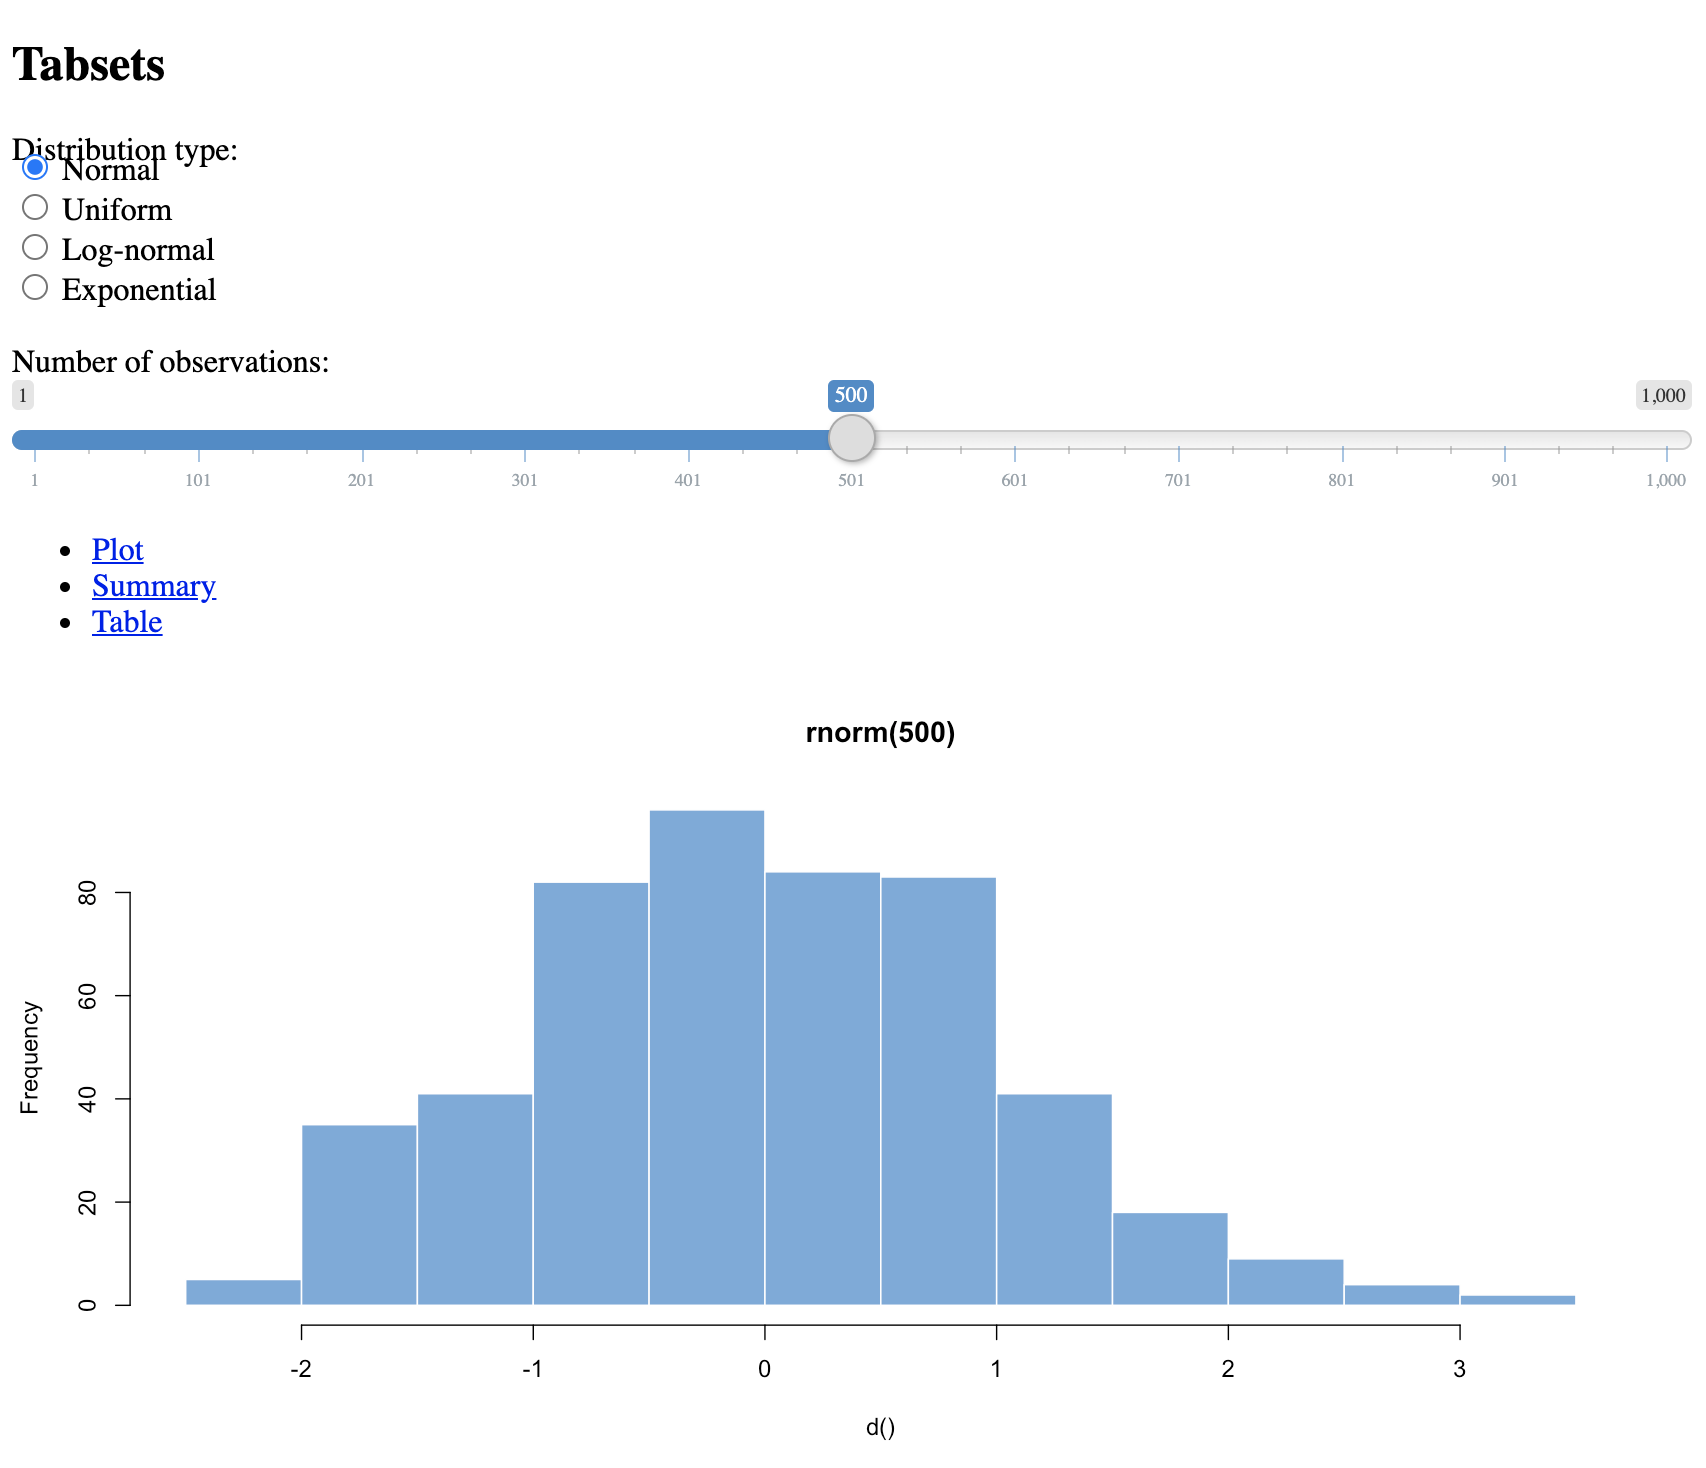 Tabsets
Distribution type:
Normal
Uniform
Log-normal
Exponential
Number of observations:
1 500 1,000
1 101 201 301 401 501 601 701 801 901 1,000
Plot
Summary
Table
rnorm(500)
Frequency
80
60
40
20
0
-2 -1 0 1 2 3
d()